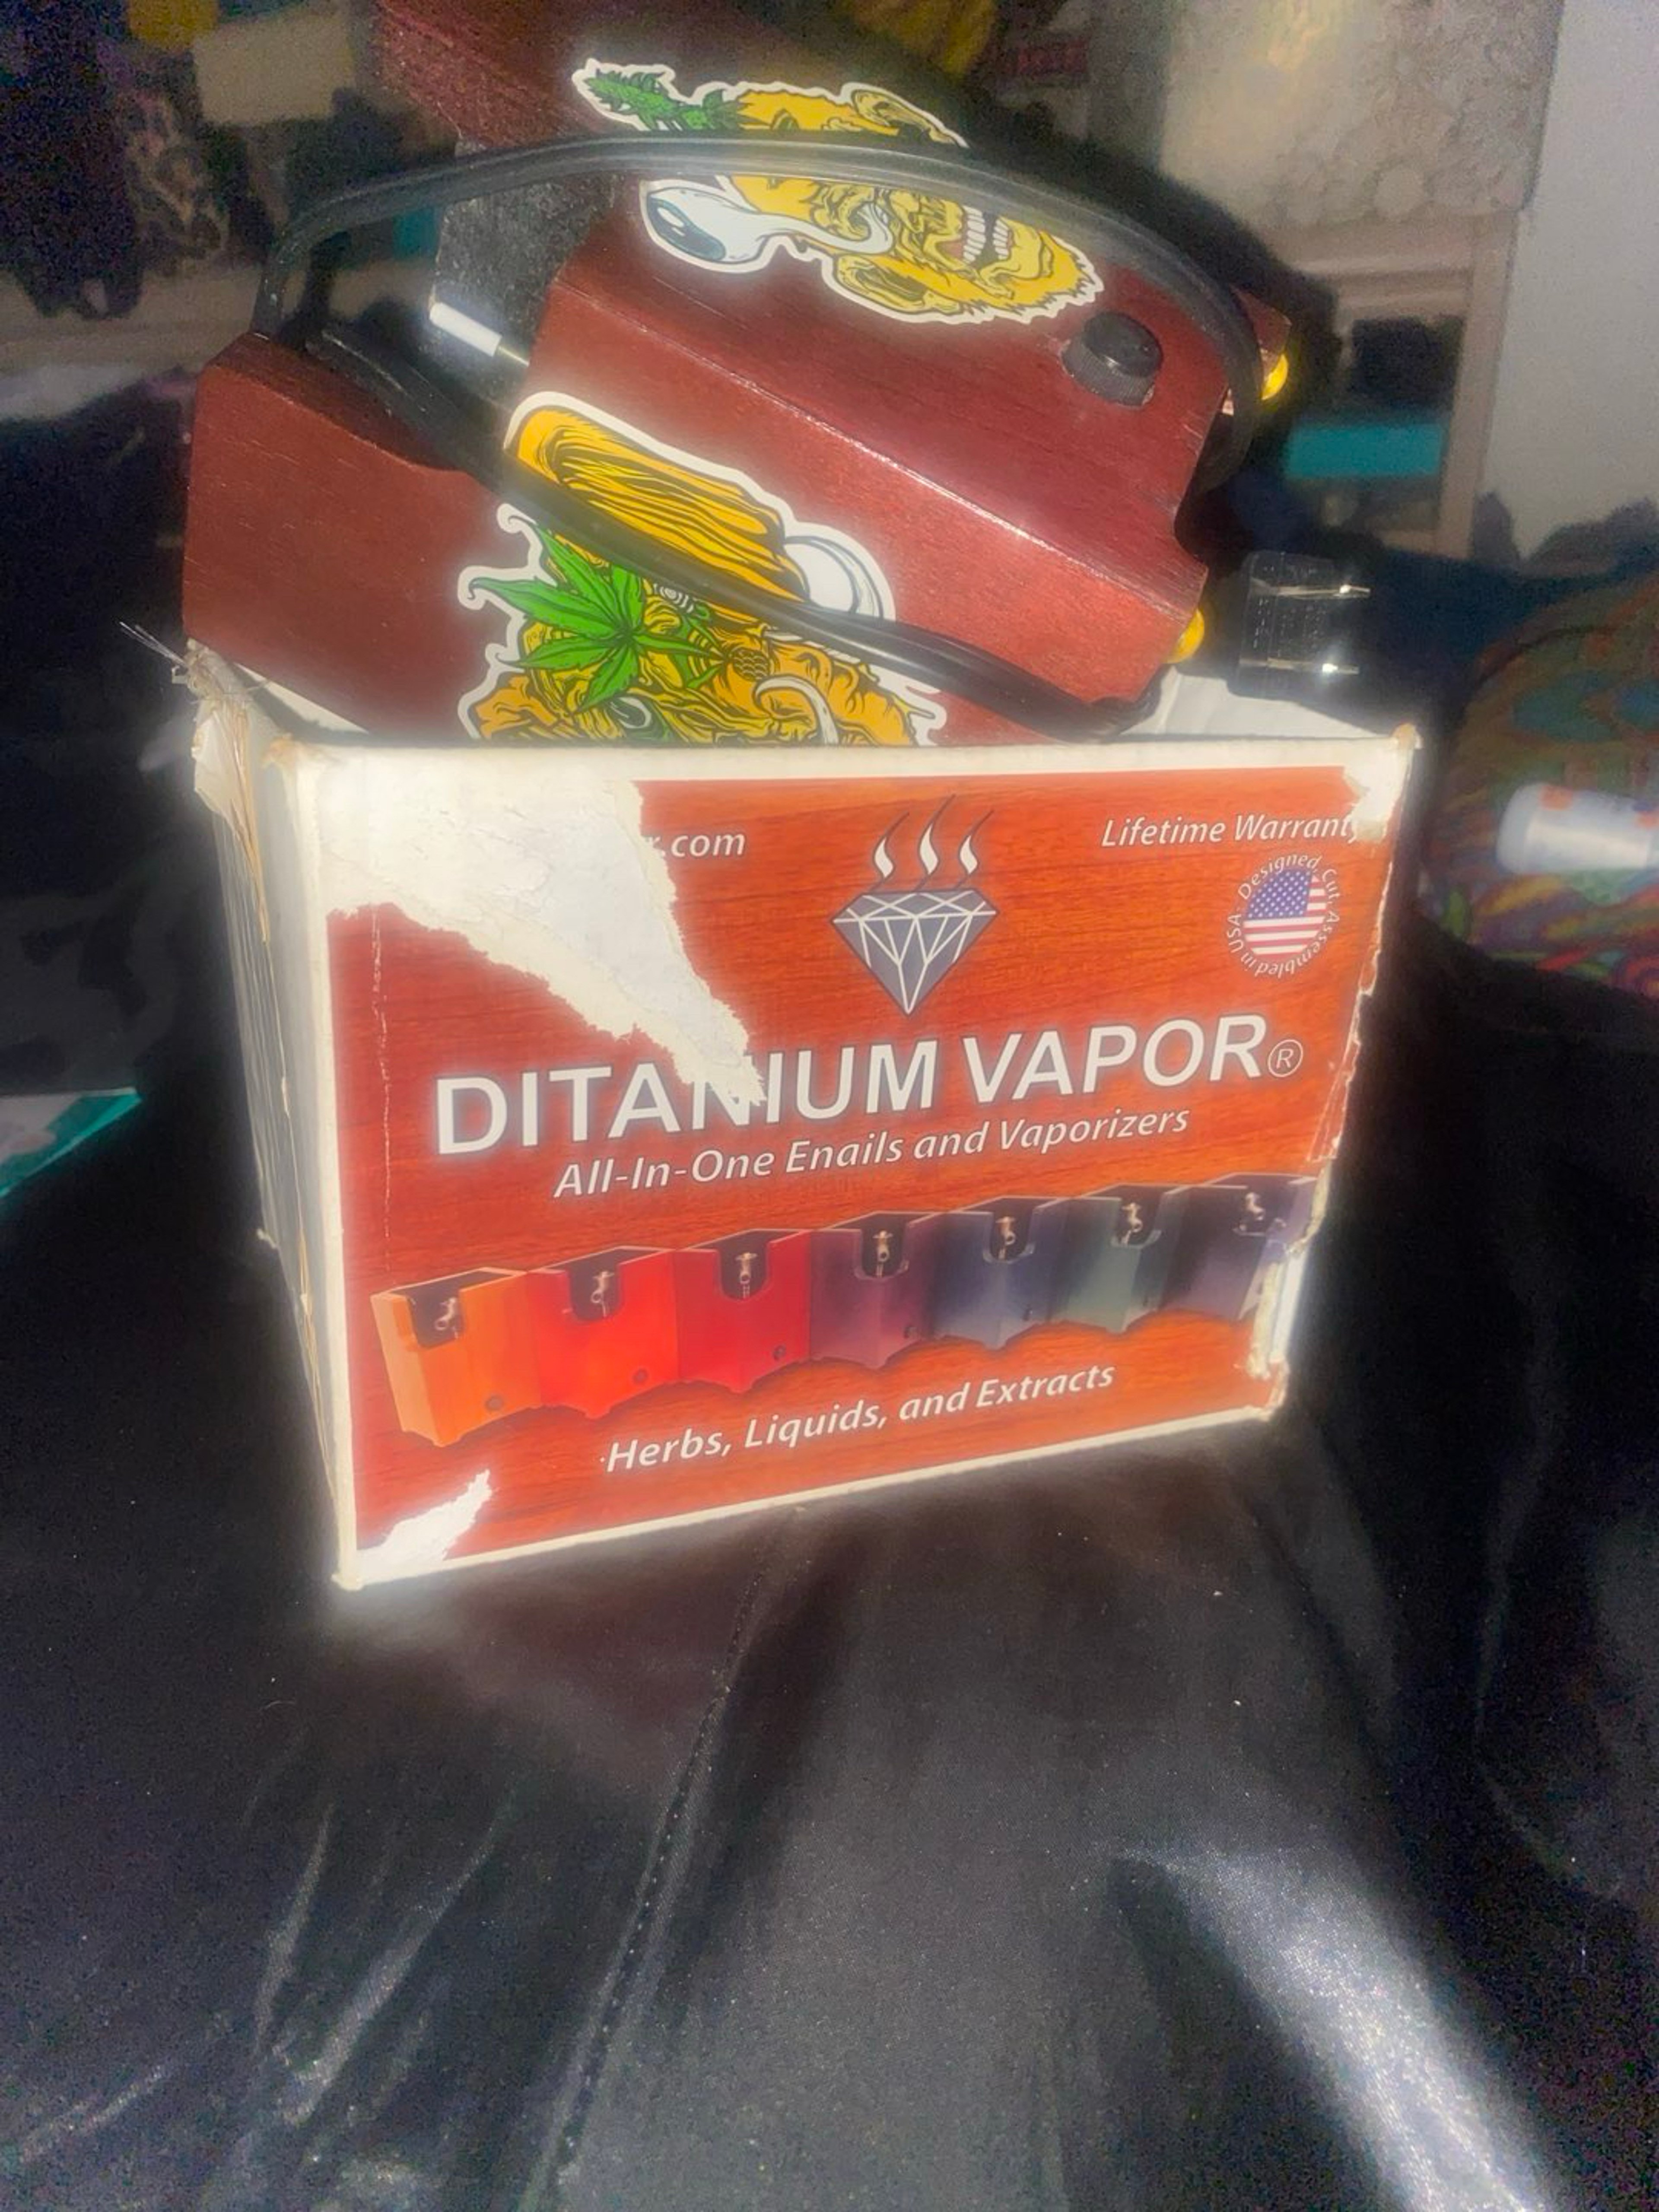 .com
Lifetime Warranty
Designed Cut Assembled in USA
DITANIUM VAPOR®
All-In-One Enails and Vaporizers
Herbs, Liquids, and Extracts